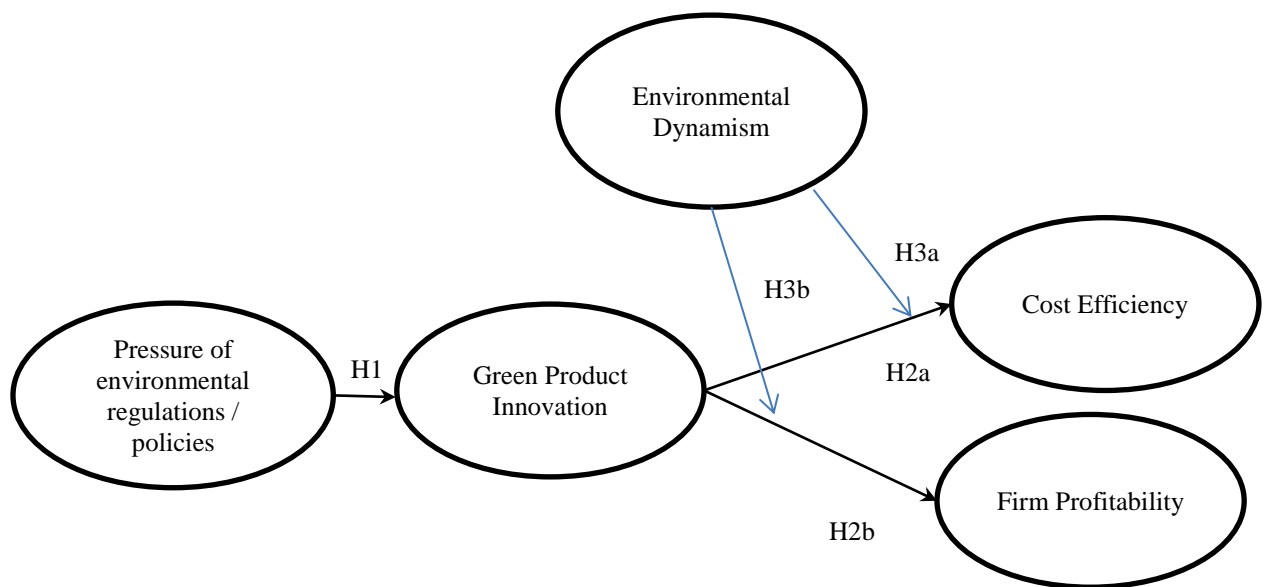 Environmental
Dynamism
H3a
H3b
Cost Efficiency
Pressure of
environmental
regulations /
policies
H1
Green Product
Innovation
H2a
Firm Profitability
H2b